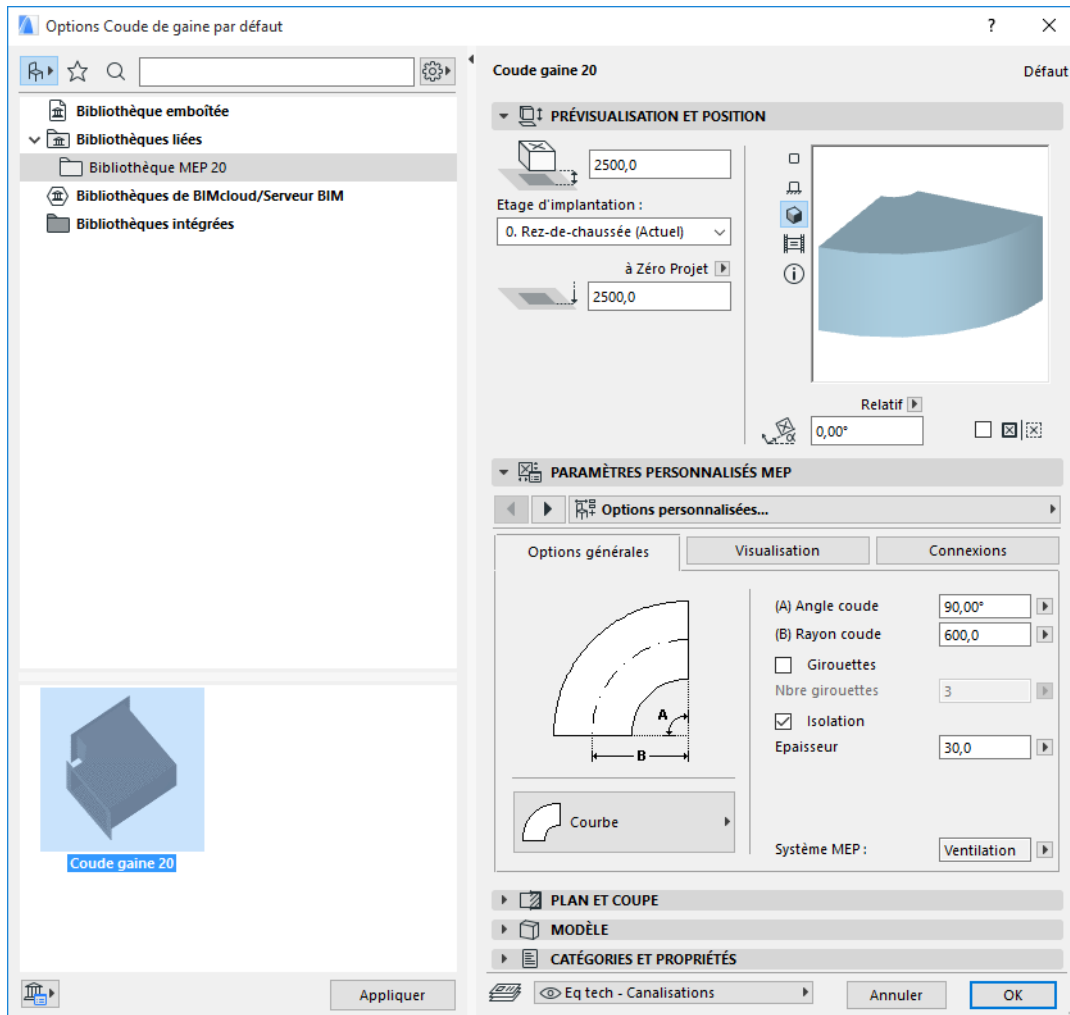 Options Coude de gaine par défaut
?
Bibliothèque emboîtée
Bibliothèques liées
Bibliothèque MEP 20
Bibliothèques de BIMcloud/Serveur BIM
Bibliothèques intégrées
Coude gaine 20
Appliquer
Coude gaine 20 Défaut
PRÉVISUALISATION ET POSITION
2500,0
Etage d'implantation :
0. Rez-de-chaussée (Actuel)
à Zéro Projet
2500,0
Relatif
α 0,00°
PARAMÈTRES PERSONNALISÉS MEP
Options personnalisées...
Options générales Visualisation Connexions
A
B
Courbe
(A) Angle coude 90,00°
(B) Rayon coude 600,0
Girouettes
Nbre girouettes 3
Isolation
Epaisseur 30,0
Système MEP : Ventilation
PLAN ET COUPE
MODÈLE
CATÉGORIES ET PROPRIÉTÉS
Eq tech - Canalisations
Annuler OK